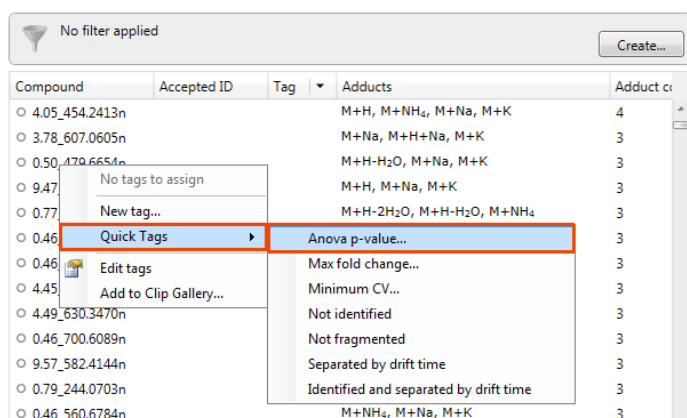 No filter applied
Create...
Compound Accepted ID Tag Adducts Adduct co
4.05_454.2413n M+H, M+NH₄, M+Na, M+K 4
3.78_607.0605n M+Na, M+H+Na, M+K 3
0.50_479.6654n M+H-H₂O, M+Na, M+K 3
9.47 No tags to assign M+H, M+Na, M+K 3
0.77 New tag... M+H-2H₂O, M+H-H₂O, M+NH₄ 3
0.46 Quick Tags Anova p-value... 3
0.46 Edit tags Max fold change... 3
4.45 Add to Clip Gallery... Minimum CV... 3
4.49_630.3470n Not identified 3
0.46_700.6089n Not fragmented 3
9.57_582.4144n Separated by drift time 3
0.79_244.0703n Identified and separated by drift time 3
0.46_560.6784n M+NH₄, M+Na, M+K 3